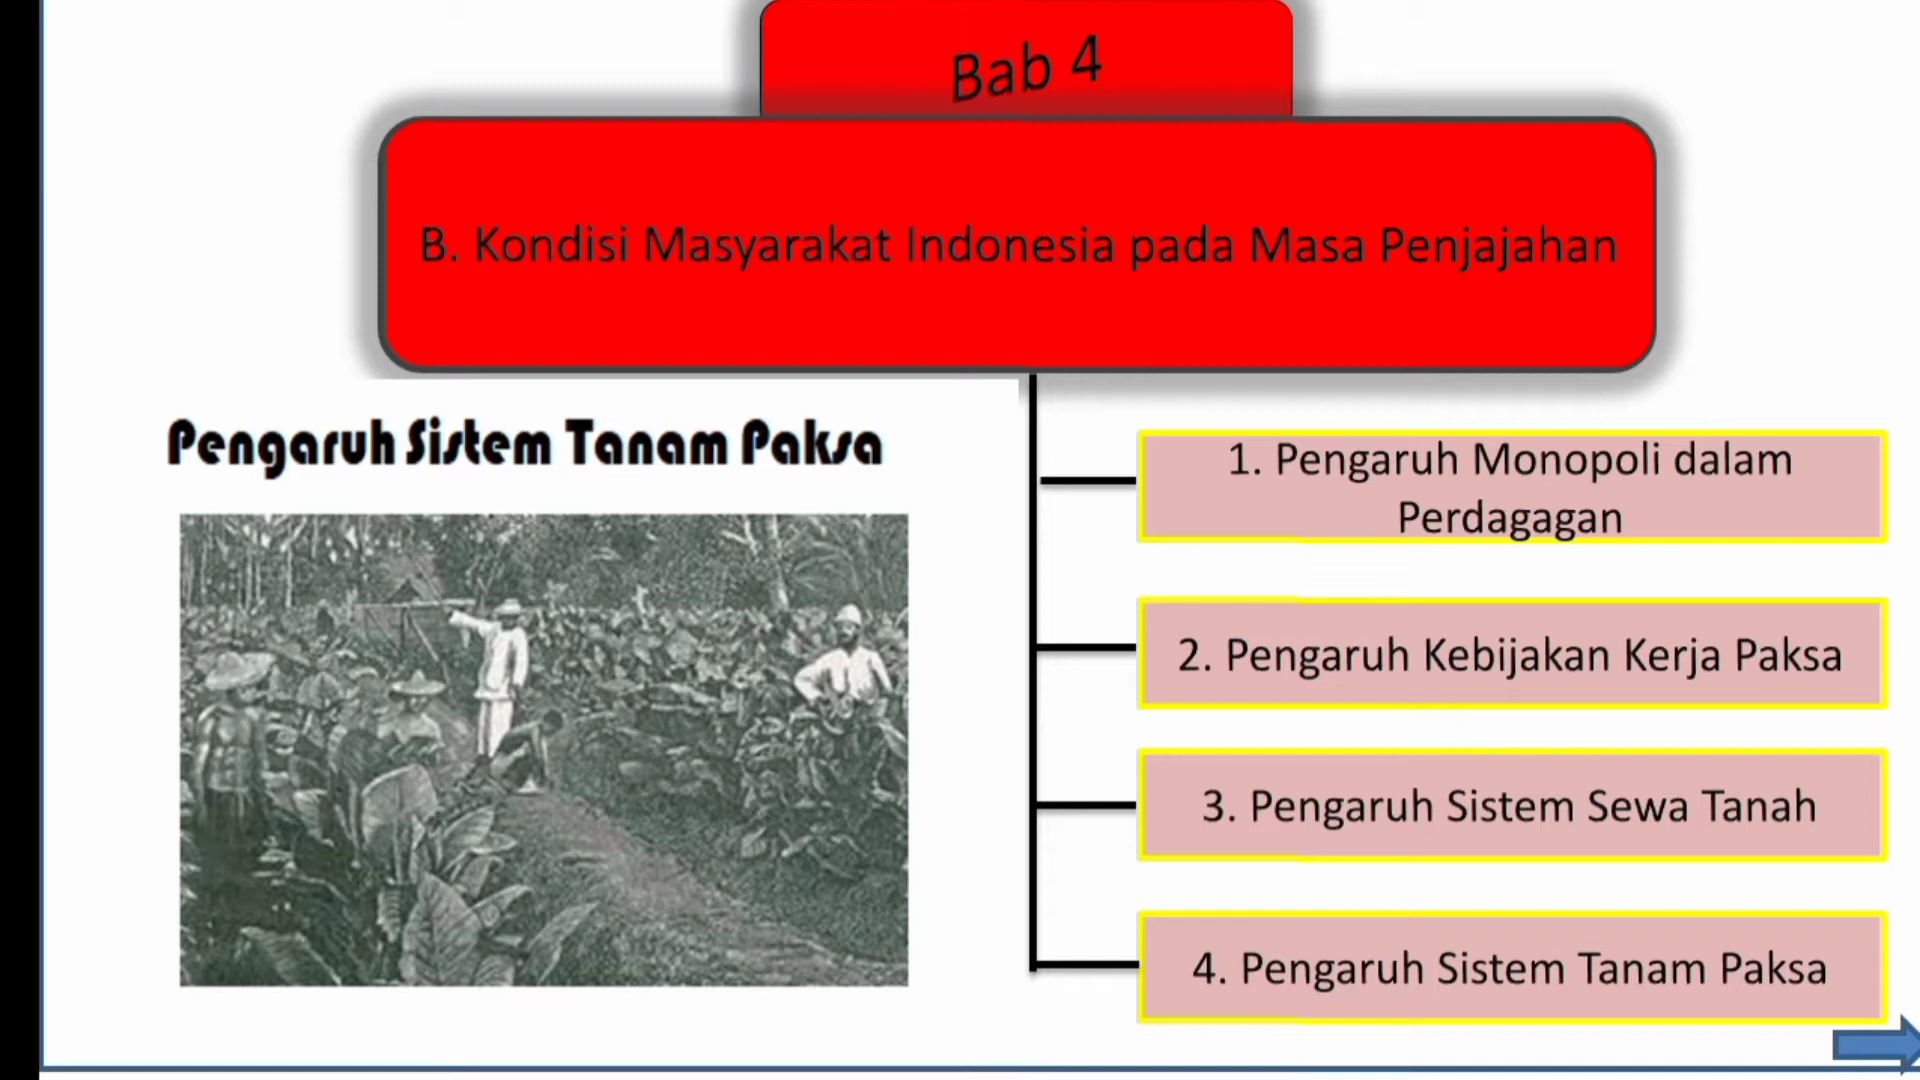 Bab 4
B. Kondisi Masyarakat Indonesia pada Masa Penjajahan
Pengaruh Sistem Tanam Paksa
1. Pengaruh Monopoli dalam
Perdagagan
2. Pengaruh Kebijakan Kerja Paksa
3. Pengaruh Sistem Sewa Tanah
4. Pengaruh Sistem Tanam Paksa